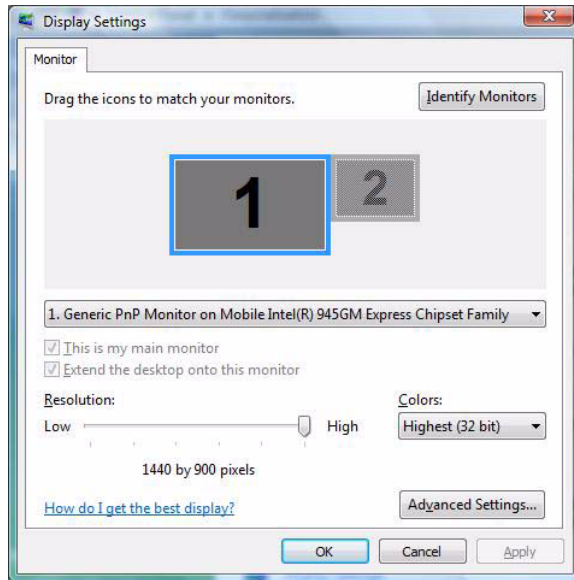 Display Settings
Monitor
Drag the icons to match your monitors.
Identify Monitors
1
2
1. Generic PnP Monitor on Mobile Intel(R) 945GM Express Chipset Family
This is my main monitor
Extend the desktop onto this monitor
Resolution:
Colors:
Low
High
Highest (32 bit)
1440 by 900 pixels
How do I get the best display?
Advanced Settings...
OK
Cancel
Apply